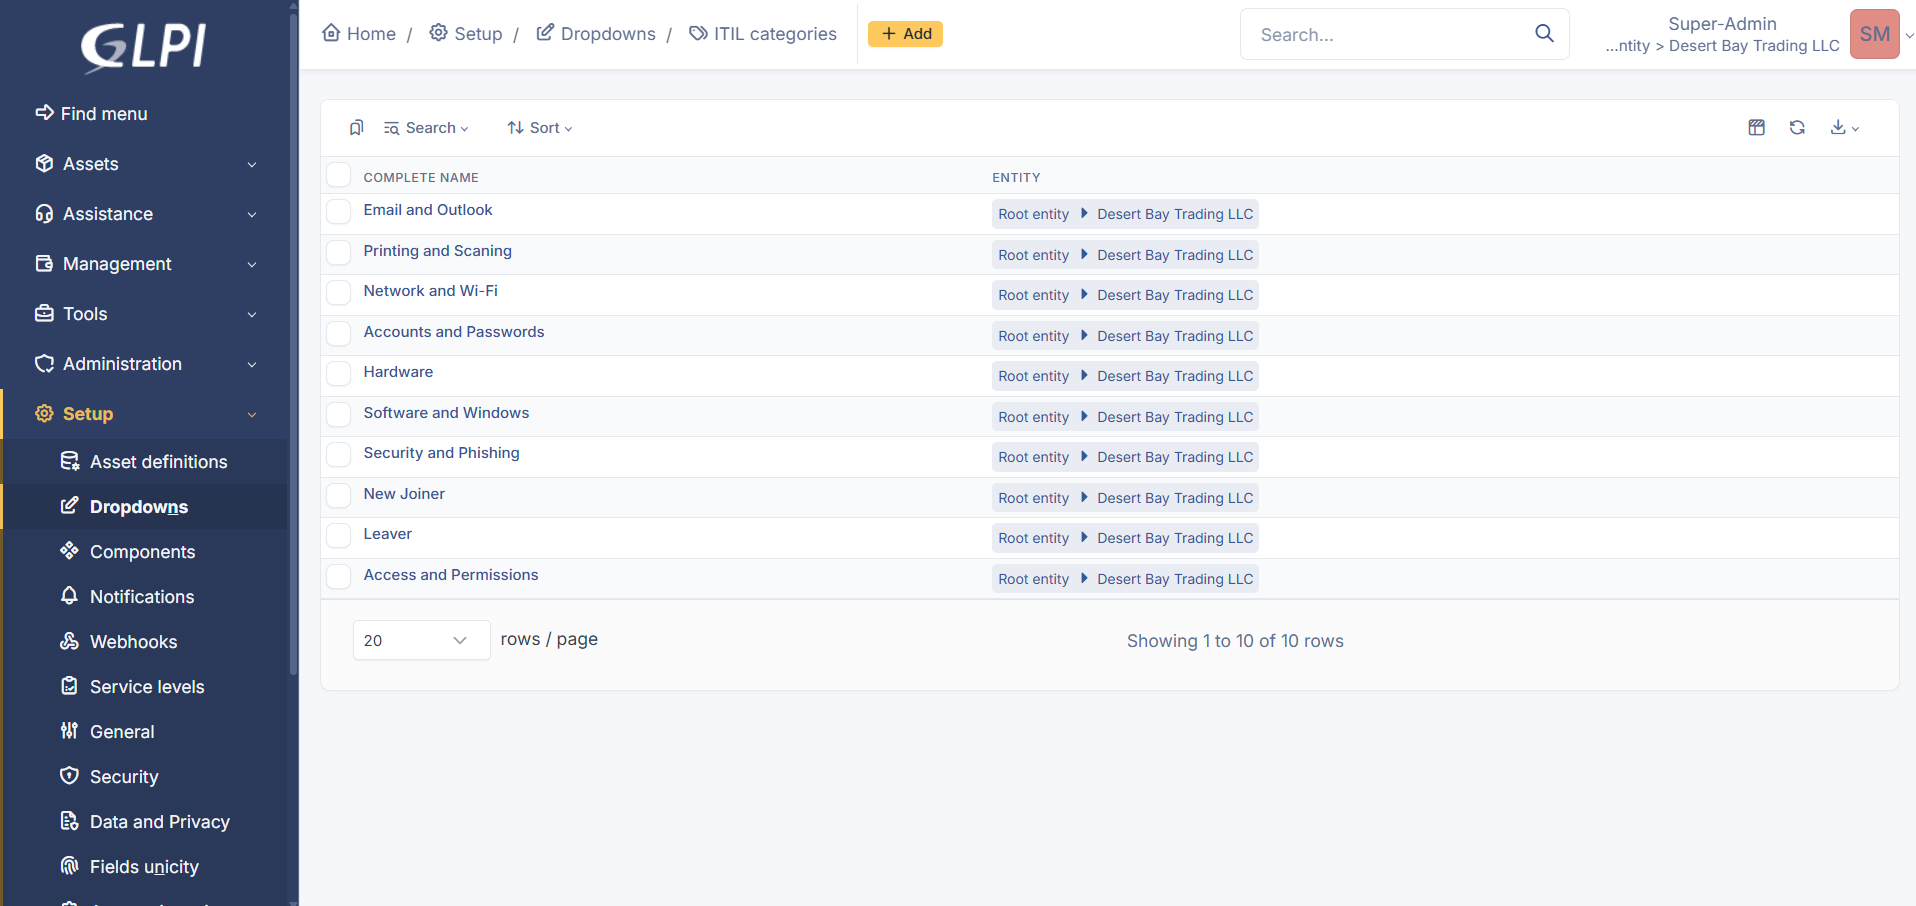 GLPI
Find menu
Assets
Assistance
Management
Tools
Administration
Setup
Asset definitions
Dropdowns
Components
Notifications
Webhooks
Service levels
General
Security
Data and Privacy
Fields unicity
Home / Setup / Dropdowns / ITIL categories
+ Add
Search...
Super-Admin
...ntity > Desert Bay Trading LLC
SM
Search
Sort
COMPLETE NAME ENTITY
Email and Outlook Root entity Desert Bay Trading LLC
Printing and Scaning Root entity Desert Bay Trading LLC
Network and Wi-Fi Root entity Desert Bay Trading LLC
Accounts and Passwords Root entity Desert Bay Trading LLC
Hardware Root entity Desert Bay Trading LLC
Software and Windows Root entity Desert Bay Trading LLC
Security and Phishing Root entity Desert Bay Trading LLC
New Joiner Root entity Desert Bay Trading LLC
Leaver Root entity Desert Bay Trading LLC
Access and Permissions Root entity Desert Bay Trading LLC
20 rows / page Showing 1 to 10 of 10 rows